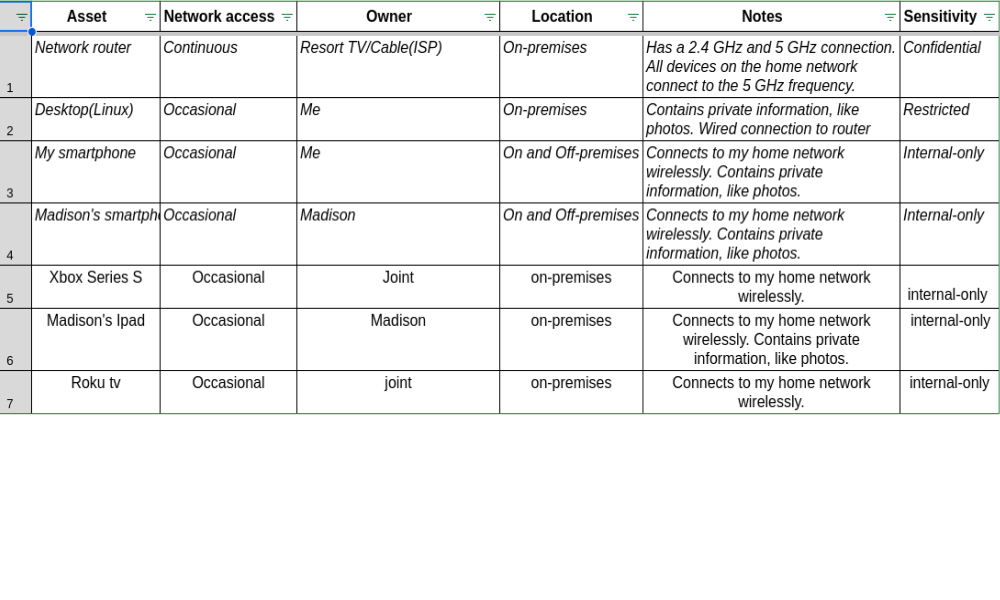 Asset Network access Owner Location Notes Sensitivity
1 Network router Continuous Resort TV/Cable(ISP) On-premises Has a 2.4 GHz and 5 GHz connection. Confidential
All devices on the home network
connect to the 5 GHz frequency.
2 Desktop(Linux) Occasional Me On-premises Contains private information, like Restricted
photos. Wired connection to router
3 My smartphone Occasional Me On and Off-premises Connects to my home network Internal-only
wirelessly. Contains private
information, like photos.
4 Madison's smartpho Occasional Madison On and Off-premises Connects to my home network Internal-only
wirelessly. Contains private
information, like photos.
5 Xbox Series S Occasional Joint on-premises Connects to my home network
wirelessly. internal-only
6 Madison's Ipad Occasional Madison on-premises Connects to my home network internal-only
wirelessly. Contains private
information, like photos.
7 Roku tv Occasional joint on-premises Connects to my home network internal-only
wirelessly.